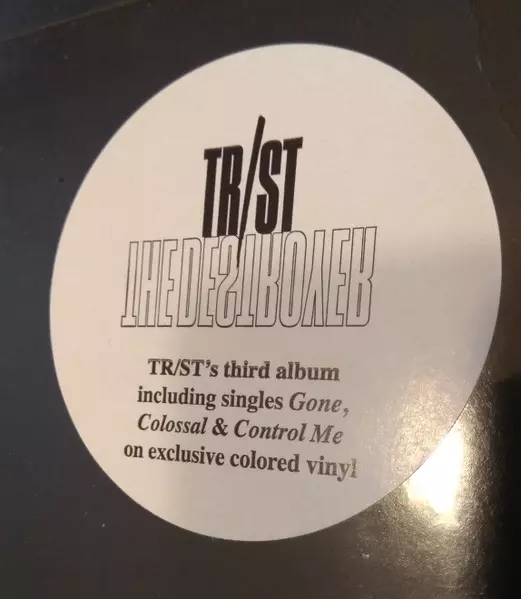 TR/ST
THE DESTROYER
TR/ST's third album
including singles Gone,
Colossal & Control Me
on exclusive colored vinyl